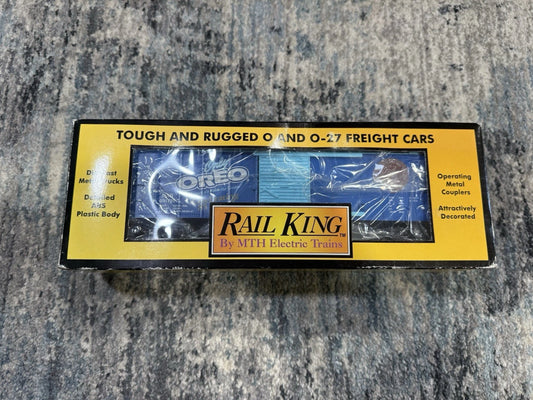 TOUGH AND RUGGED O AND O-27 FREIGHT CARS
Die-Cast
Metal Trucks
Detailed
ABS
Plastic Body
OREO
Operating
Metal
Couplers
Attractively
Decorated
RAIL KING TM
By MTH Electric Trains